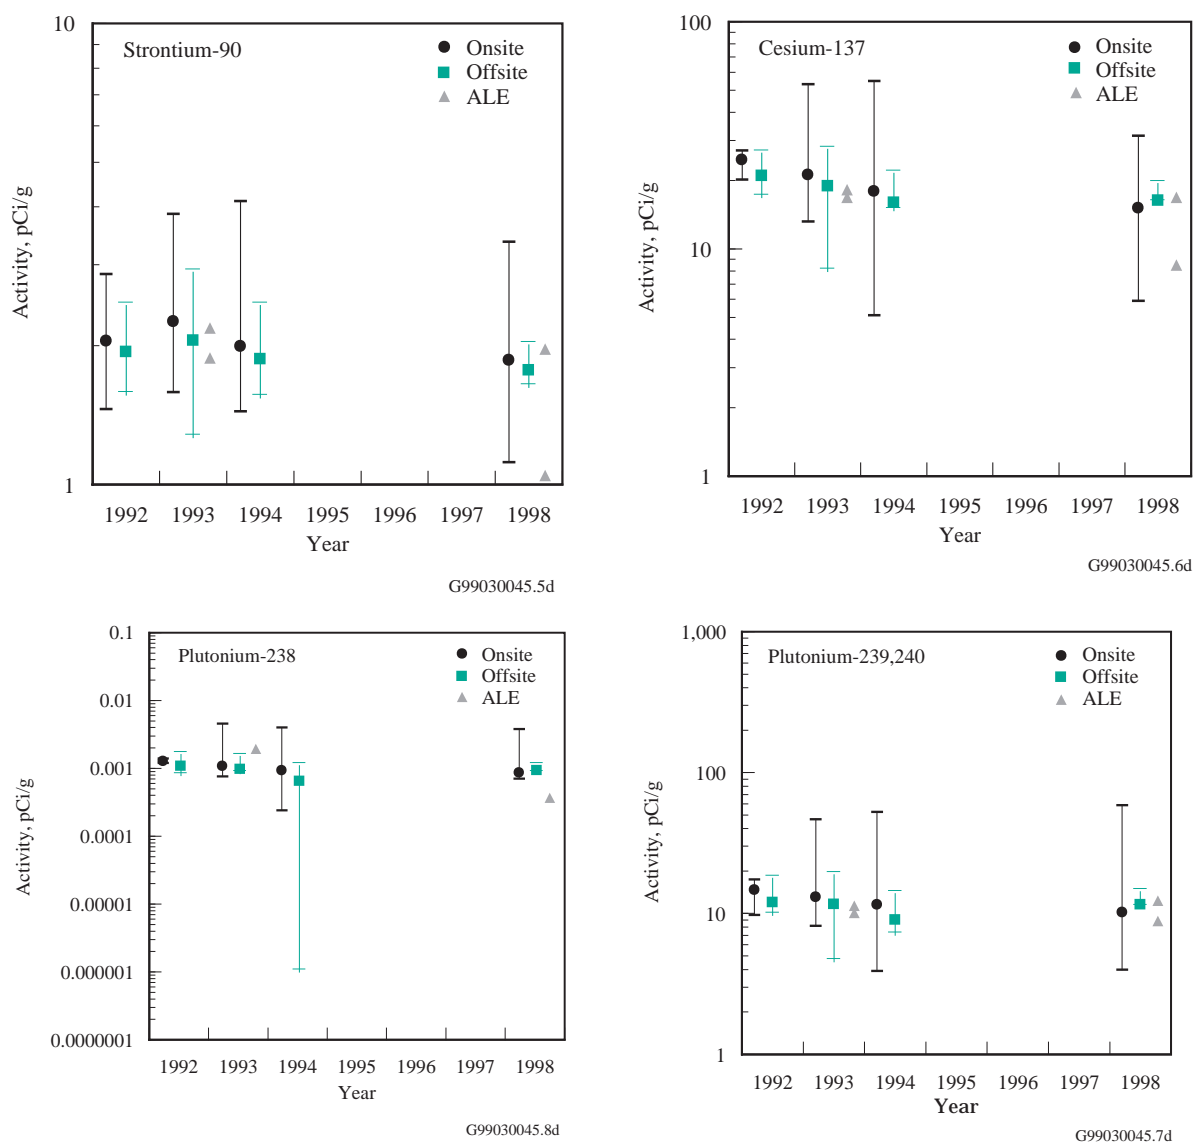 10
Strontium-90
Onsite
Offsite
ALE
Activity, pCi/g
1
1992 1993 1994 1995 1996 1997 1998
Year
G99030045.5d
100
Cesium-137
Onsite
Offsite
ALE
Activity, pCi/g
10
1
1992 1993 1994 1995 1996 1997 1998
Year
G99030045.6d
0.1
Plutonium-238
Onsite
Offsite
ALE
0.01
0.001
Activity, pCi/g
0.0001
0.00001
0.000001
0.0000001
1992 1993 1994 1995 1996 1997 1998
Year
G99030045.8d
1,000
Plutonium-239,240
Onsite
Offsite
ALE
100
Activity, pCi/g
10
1
1992 1993 1994 1995 1996 1997 1998
Year
G99030045.7d